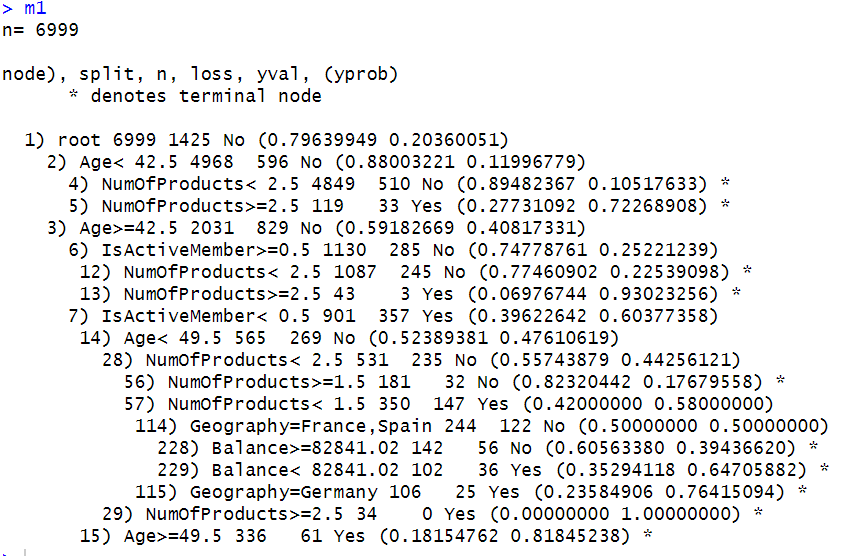 > m1
n= 6999
node), split, n, loss, yval, (yprob)
* denotes terminal node
1) root 6999 1425 No (0.79639949 0.20360051)
2) Age< 42.5 4968 596 No (0.88003221 0.11996779)
4) NumOfProducts< 2.5 4849 510 No (0.89482367 0.10517633) *
5) NumOfProducts>=2.5 119 33 Yes (0.27731092 0.72268908) *
3) Age>=42.5 2031 829 No (0.59182669 0.40817331)
6) IsActiveMember>=0.5 1130 285 No (0.74778761 0.25221239)
12) NumOfProducts< 2.5 1087 245 No (0.77460902 0.22539098) *
13) NumOfProducts>=2.5 43 3 Yes (0.06976744 0.93023256) *
7) IsActiveMember< 0.5 901 357 Yes (0.39622642 0.60377358)
14) Age< 49.5 565 269 No (0.52389381 0.47610619)
28) NumOfProducts< 2.5 531 235 No (0.55743879 0.44256121)
56) NumOfProducts>=1.5 181 32 No (0.82320442 0.17679558) *
57) NumOfProducts< 1.5 350 147 Yes (0.42000000 0.58000000)
114) Geography=France,Spain 244 122 No (0.50000000 0.50000000)
228) Balance>=82841.02 142 56 No (0.60563380 0.39436620) *
229) Balance< 82841.02 102 36 Yes (0.35294118 0.64705882) *
115) Geography=Germany 106 25 Yes (0.23584906 0.76415094) *
29) NumOfProducts>=2.5 34 0 Yes (0.00000000 1.00000000) *
15) Age>=49.5 336 61 Yes (0.18154762 0.81845238) *